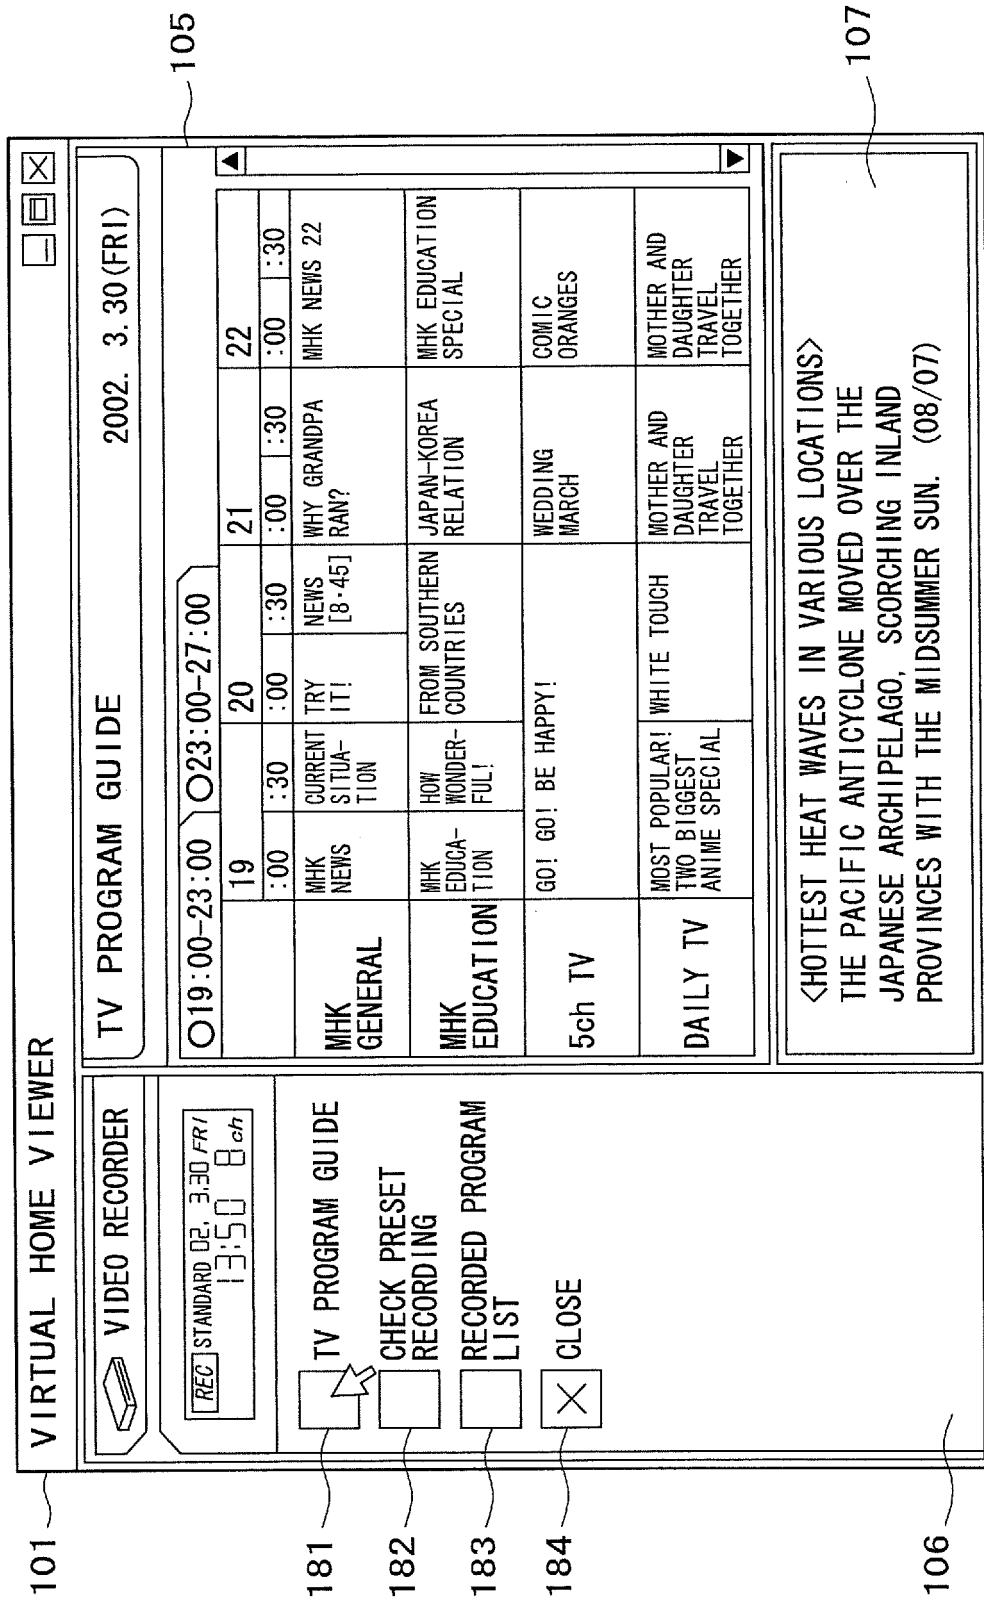 VIRTUAL HOME VIEWER
VIDEO RECORDER
REC STANDARD 02. 3.30 FRI
13:50 8 ch
TV PROGRAM GUIDE
CHECK PRESET
RECORDING
RECORDED PROGRAM
LIST
CLOSE
TV PROGRAM GUIDE 2002. 3. 30(FRI)
19:00-23:00 23:00-27:00
19 20 21 22
:00 :30 :00 :30 :00 :30 :00 :30
MHK
GENERAL
MHK
NEWS
CURRENT
SITUA-
TION
TRY
IT!
NEWS
[8·45]
WHY GRANDPA
RAN?
MHK NEWS 22
MHK
EDUCATION
MHK
EDUCA-
TION
HOW
WONDER-
FUL!
FROM SOUTHERN
COUNTRIES
JAPAN-KOREA
RELATION
MHK EDUCATION
SPECIAL
5ch TV
GO! GO! BE HAPPY!
WEDDING
MARCH
COMIC
ORANGES
DAILY TV
MOST POPULAR!
TWO BIGGEST
ANIME SPECIAL
WHITE TOUCH
MOTHER AND
DAUGHTER
TRAVEL
TOGETHER
MOTHER AND
DAUGHTER
TRAVEL
TOGETHER
<HOTTEST HEAT WAVES IN VARIOUS LOCATIONS>
THE PACIFIC ANTICYCLONE MOVED OVER THE
JAPANESE ARCHIPELAGO, SCORCHING INLAND
PROVINCES WITH THE MIDSUMMER SUN. (08/07)
101
181
182
183
184
106
105
107